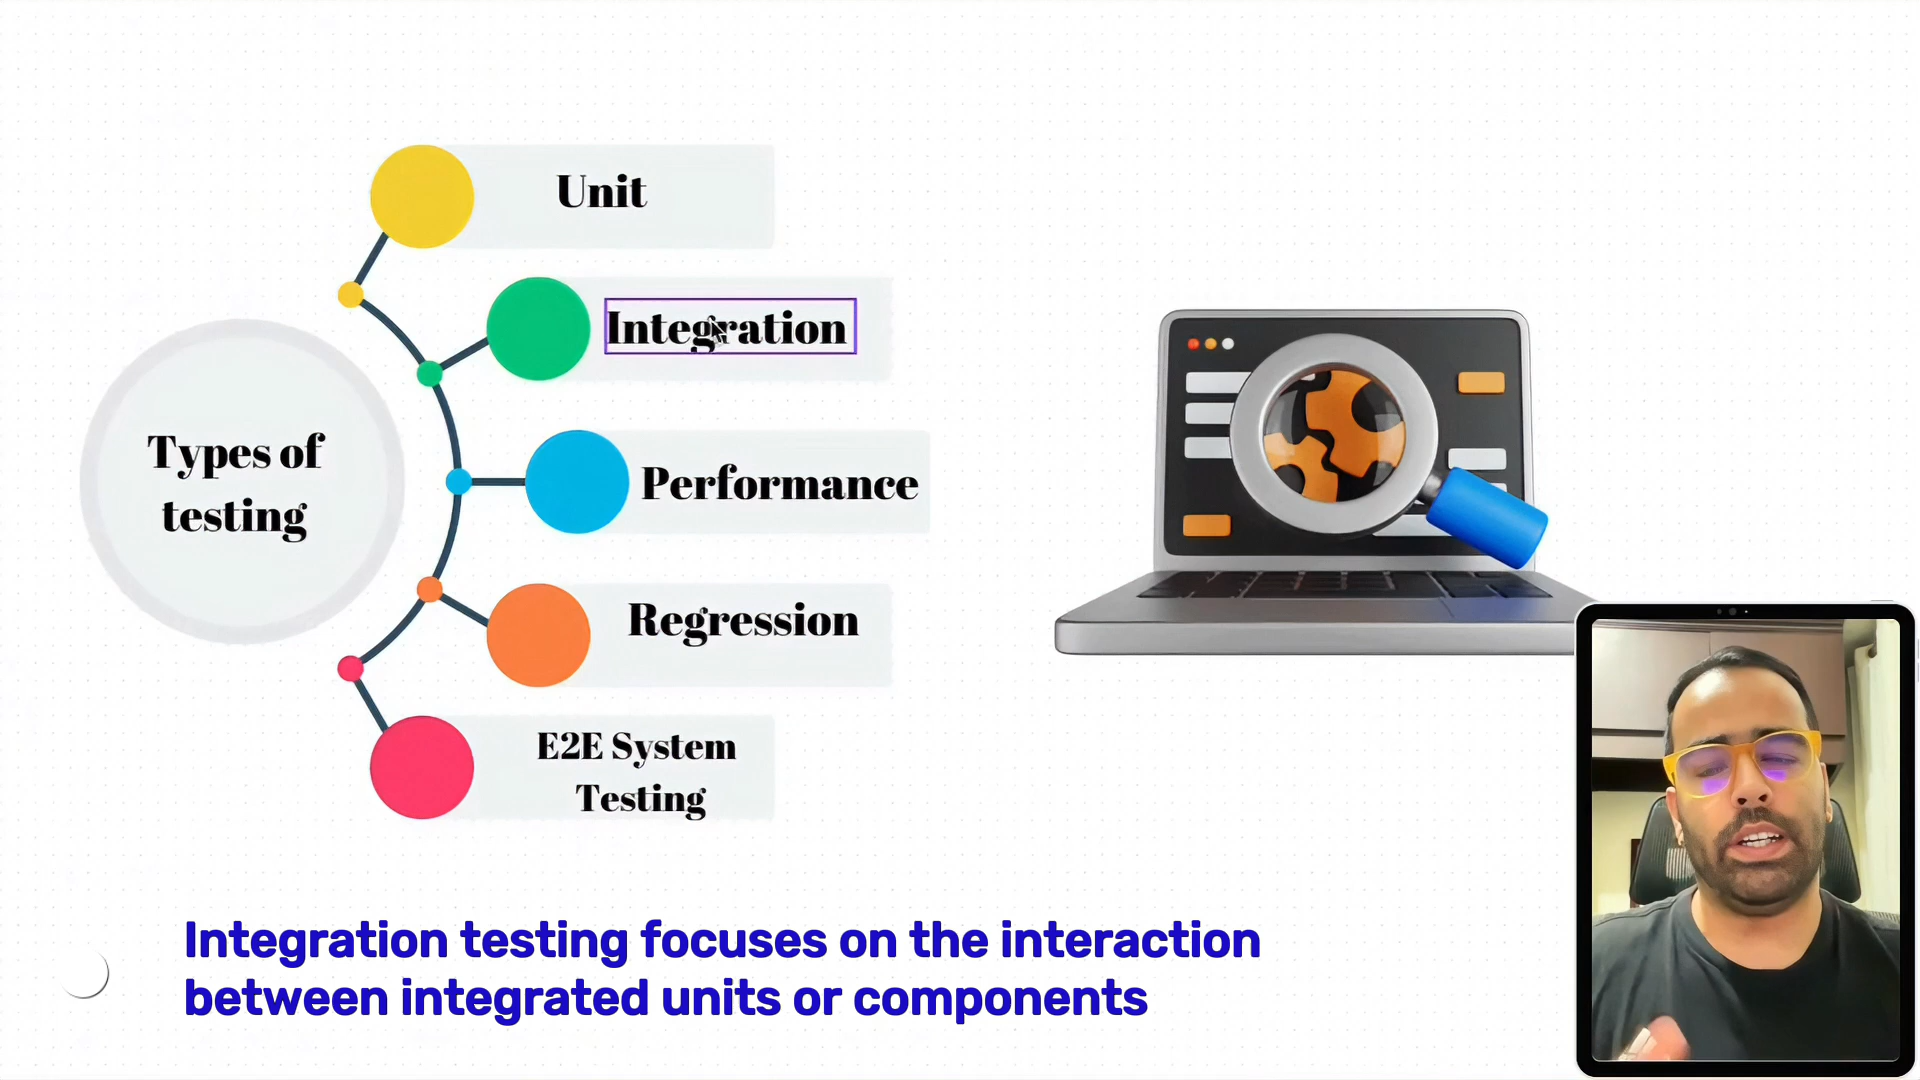 Unit
Integration
Types of
testing
Performance
Regression
E2E System
Testing
Integration testing focuses on the interaction
between integrated units or components